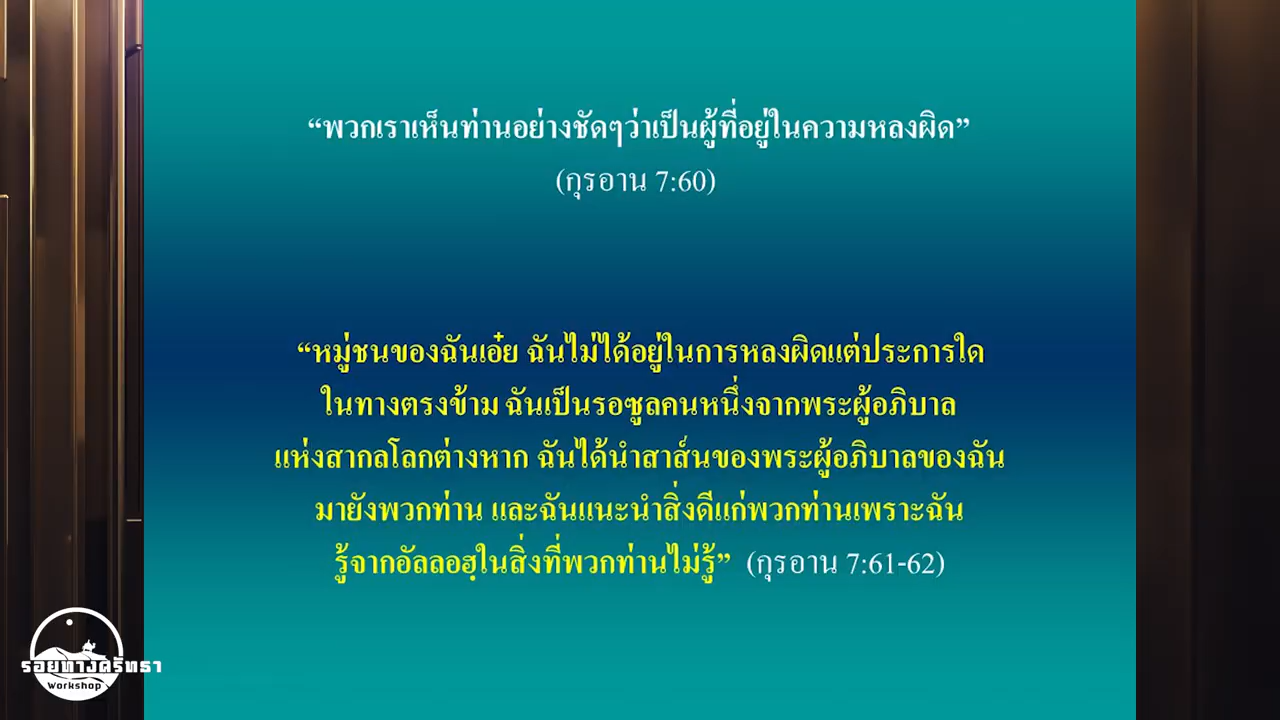 “พวกเราเห็นท่านอย่างชัดๆว่าเป็นผู้ที่อยู่ในความหลงผิด”
(กุรอาน 7:60)
“หมู่ชนของฉันเอ๋ย ฉันไม่ได้อยู่ในการหลงผิดแต่ประการใด
ในทางตรงข้าม ฉันเป็นรอซูลคนหนึ่งจากพระผู้อภิบาล
แห่งสากลโลกต่างหาก ฉันได้นำสาส์นของพระผู้อภิบาลของฉัน
มายังพวกท่าน และฉันแนะนำสิ่งดีแก่พวกท่านเพราะฉัน
รู้จากอัลลอฮฺในสิ่งที่พวกท่านไม่รู้” (กุรอาน 7:61-62)
รอยทางศรัทธา
Workshop